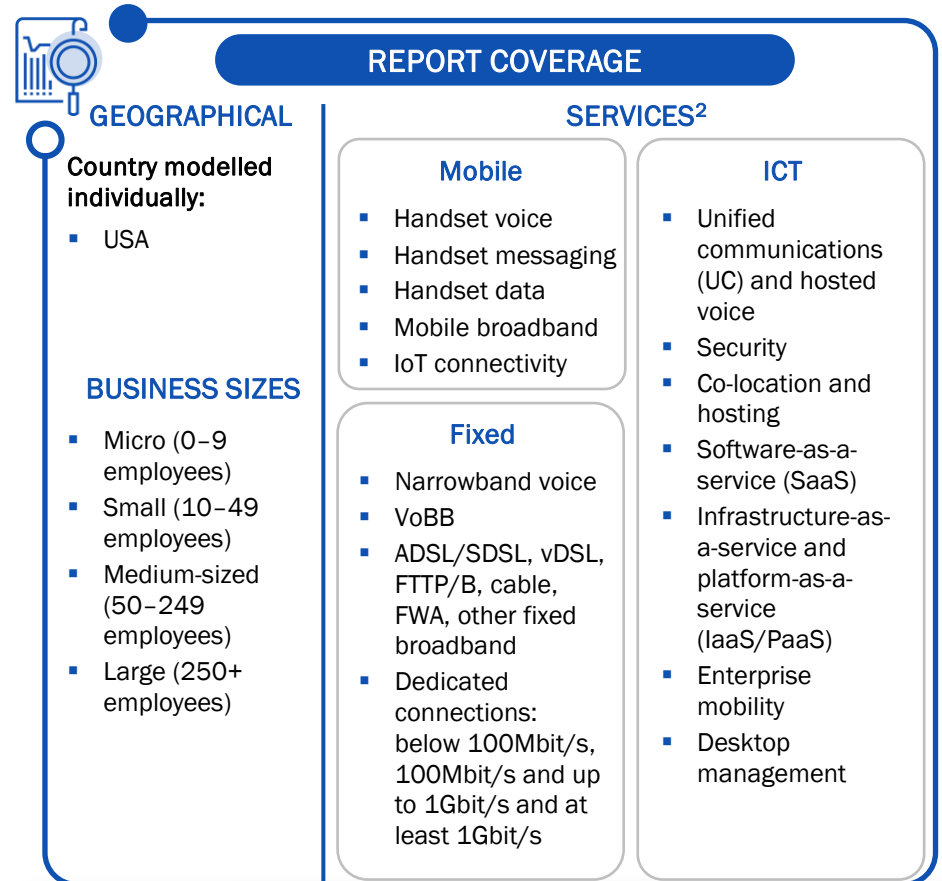 REPORT COVERAGE
GEOGRAPHICAL
Country modelled
individually:
▪ USA
BUSINESS SIZES
▪ Micro (0–9
employees)
▪ Small (10–49
employees)
▪ Medium-sized
(50–249
employees)
▪ Large (250+
employees)
SERVICES²
Mobile
▪ Handset voice
▪ Handset messaging
▪ Handset data
▪ Mobile broadband
▪ IoT connectivity
Fixed
▪ Narrowband voice
▪ VoBB
▪ ADSL/SDSL, vDSL,
FTTP/B, cable,
FWA, other fixed
broadband
▪ Dedicated
connections:
below 100Mbit/s,
100Mbit/s and up
to 1Gbit/s and at
least 1Gbit/s
ICT
▪ Unified
communications
(UC) and hosted
voice
▪ Security
▪ Co-location and
hosting
▪ Software-as-a-
service (SaaS)
▪ Infrastructure-as-
a-service and
platform-as-a-
service
(IaaS/PaaS)
▪ Enterprise
mobility
▪ Desktop
management